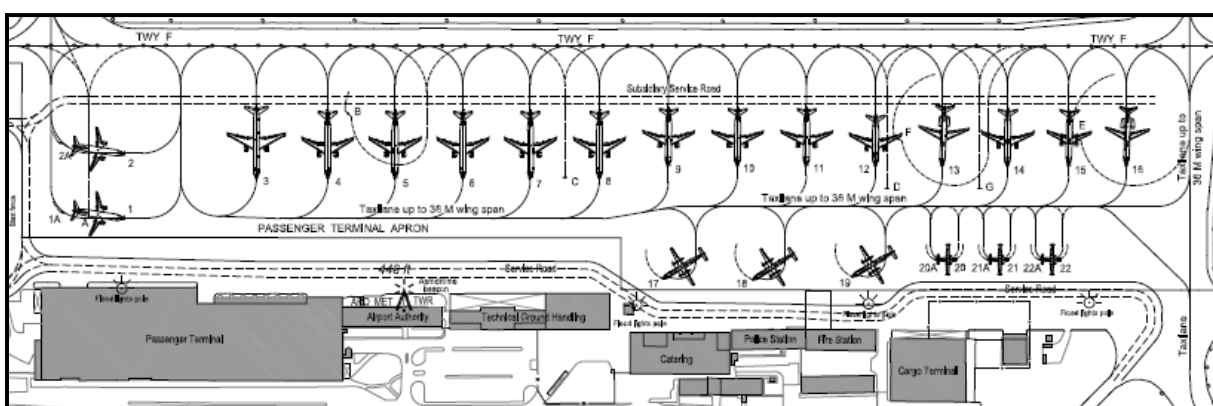 TWY F
TWY F
TWY F
Subsidiary Service Road
B
F
E
2A
2
3
4
5
6
7
C
8
9
10
11
12
D
13
G
14
15
16
Taxilane up to
36 M wing span
1A
A
1
Taxilane up to 36 M wing span
Taxilane up to 36 M wing span
PASSENGER TERMINAL APRON
Blast fence
17
18
19
20A
20
21A
21
22A
22
448 ft
Service Road
Service Road
Aerodrome
beacon
Flood lights pole
ARO MET
TWR
Airport Authority
Technical Ground Handling
Passenger Terminal
Flood lights pole
Flood lights pole
Flood lights pole
Catering
Police Station
Fire Station
Cargo Terminal
Taxilane